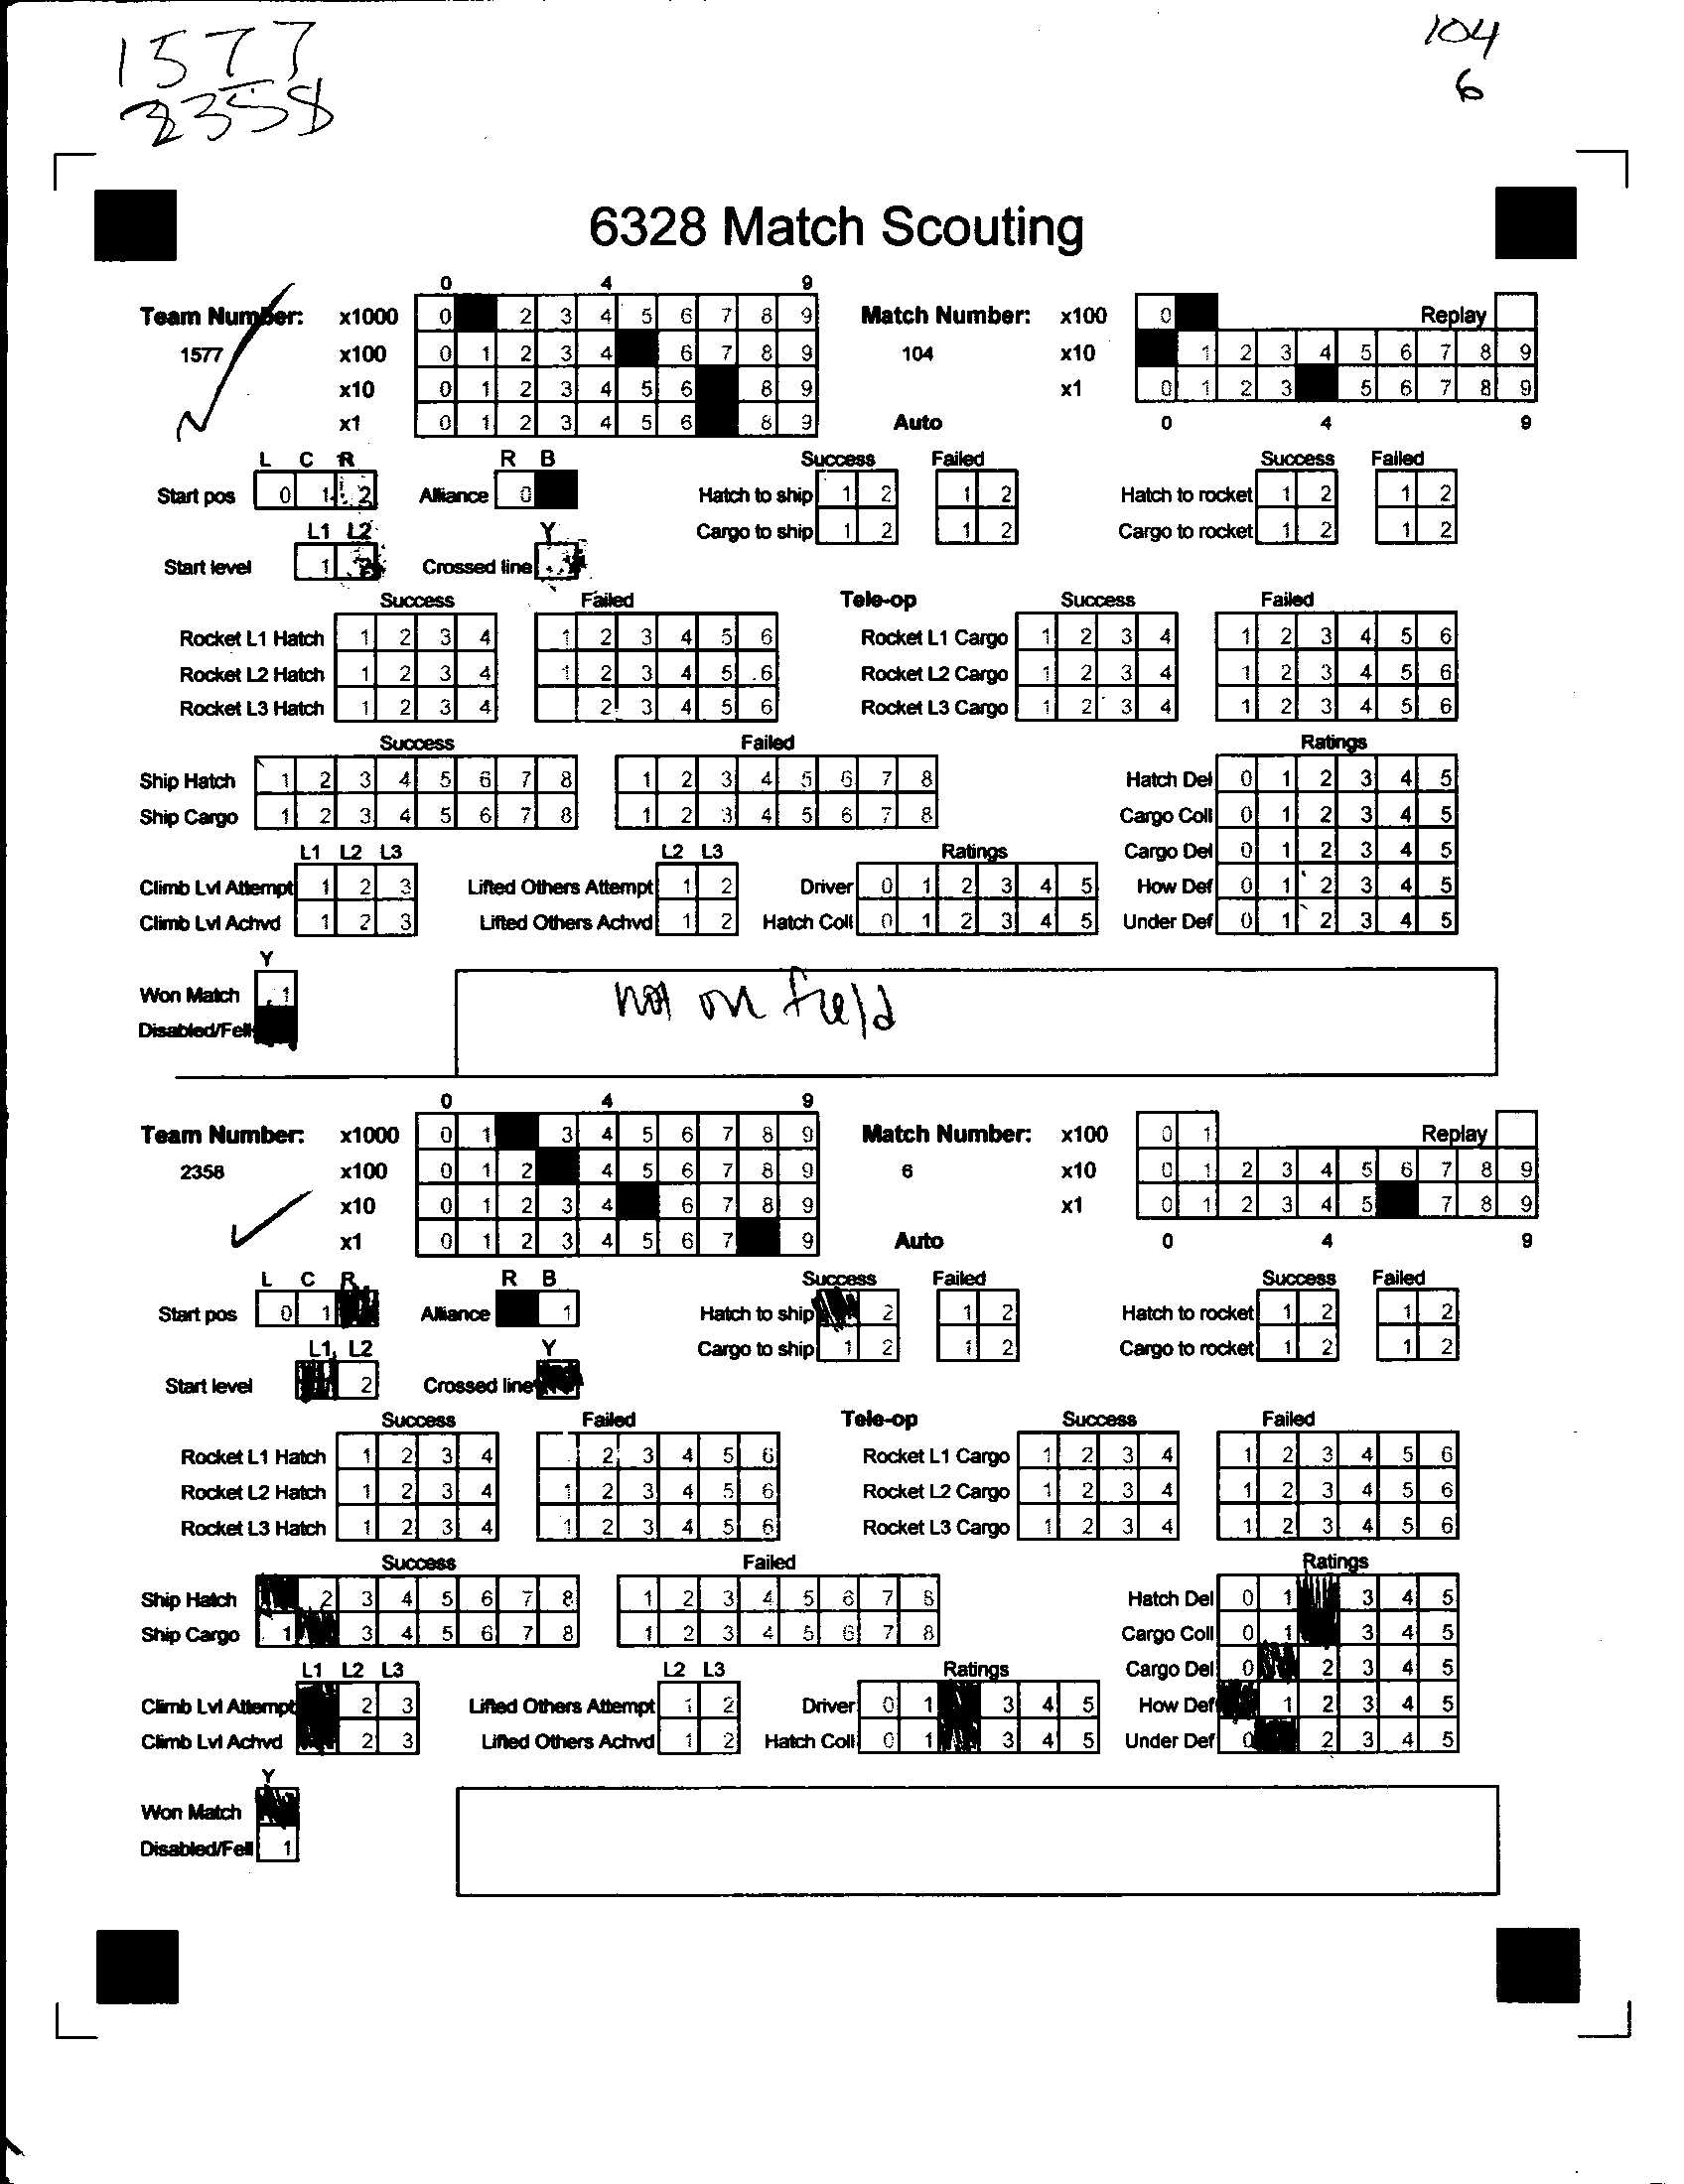 1577
2358
104
6
6328 Match Scouting
0 4 9
Team Number: x1000 0 2 3 4 5 6 7 8 9 Match Number: x100 0 Replay
1577 x100 0 1 2 3 4 6 7 8 9 104 x10 1 2 3 4 5 6 7 8 9
x10 0 1 2 3 4 5 6 8 9 x1 0 1 2 3 5 6 7 8 9
x1 0 1 2 3 4 5 6 8 9 Auto 0 4 9
L C R R B Success Failed Success Failed
Start pos 0 1 2 Alliance 0 Hatch to ship 1 2 1 2 Hatch to rocket 1 2 1 2
L1 L2 Y Cargo to ship 1 2 1 2 Cargo to rocket 1 2 1 2
Start level 1 2 Crossed line
Success Failed Tele-op Success Failed
Rocket L1 Hatch 1 2 3 4 1 2 3 4 5 6 Rocket L1 Cargo 1 2 3 4 1 2 3 4 5 6
Rocket L2 Hatch 1 2 3 4 1 2 3 4 5 6 Rocket L2 Cargo 1 2 3 4 1 2 3 4 5 6
Rocket L3 Hatch 1 2 3 4 2 3 4 5 6 Rocket L3 Cargo 1 2 3 4 1 2 3 4 5 6
Success Failed Ratings
Ship Hatch 1 2 3 4 5 6 7 8 1 2 3 4 5 6 7 8 Hatch Del 0 1 2 3 4 5
Ship Cargo 1 2 3 4 5 6 7 8 1 2 3 4 5 6 7 8 Cargo Coll 0 1 2 3 4 5
L1 L2 L3 L2 L3 Ratings Cargo Del 0 1 2 3 4 5
Climb Lvl Attempt 1 2 3 Lifted Others Attempt 1 2 Driver 0 1 2 3 4 5 How Def 0 1 2 3 4 5
Climb Lvl Achvd 1 2 3 Lifted Others Achvd 1 2 Hatch Coll 0 1 2 3 4 5 Under Def 0 1 2 3 4 5
Y
Won Match 1 not on field
Disabled/Fell
0 4 9
Team Number: x1000 0 1 3 4 5 6 7 8 9 Match Number: x100 0 1 Replay
2358 x100 0 1 2 4 5 6 7 8 9 6 x10 0 1 2 3 4 5 6 7 8 9
x10 0 1 2 3 4 6 7 8 9 x1 0 1 2 3 4 5 7 8 9
x1 0 1 2 3 4 5 6 7 9 Auto 0 4 9
L C R R B Success Failed Success Failed
Start pos 0 1 Alliance 1 Hatch to ship 2 1 2 Hatch to rocket 1 2 1 2
L1 L2 Y Cargo to ship 1 2 1 2 Cargo to rocket 1 2 1 2
Start level 2 Crossed line
Success Failed Tele-op Success Failed
Rocket L1 Hatch 1 2 3 4 2 3 4 5 6 Rocket L1 Cargo 1 2 3 4 1 2 3 4 5 6
Rocket L2 Hatch 1 2 3 4 1 2 3 4 5 6 Rocket L2 Cargo 1 2 3 4 1 2 3 4 5 6
Rocket L3 Hatch 1 2 3 4 1 2 3 4 5 6 Rocket L3 Cargo 1 2 3 4 1 2 3 4 5 6
Success Failed Ratings
Ship Hatch 2 3 4 5 6 7 8 1 2 3 4 5 6 7 8 Hatch Del 0 1 3 4 5
Ship Cargo 1 3 4 5 6 7 8 1 2 3 4 5 6 7 8 Cargo Coll 0 1 3 4 5
L1 L2 L3 L2 L3 Ratings Cargo Del 0 2 3 4 5
Climb Lvl Attempt 2 3 Lifted Others Attempt 1 2 Driver 0 1 3 4 5 How Def 1 2 3 4 5
Climb Lvl Achvd 2 3 Lifted Others Achvd 1 2 Hatch Coll 0 1 3 4 5 Under Def 0 2 3 4 5
Y
Won Match
Disabled/Fell 1